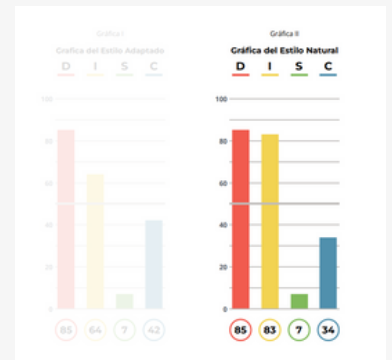 Gráfica I
Grafica del Estilo Adaptado
D I S C
100
80
60
40
20
0
85 64 7 42
Gráfica II
Gráfica del Estilo Natural
D I S C
100
80
60
40
20
0
85 83 7 34